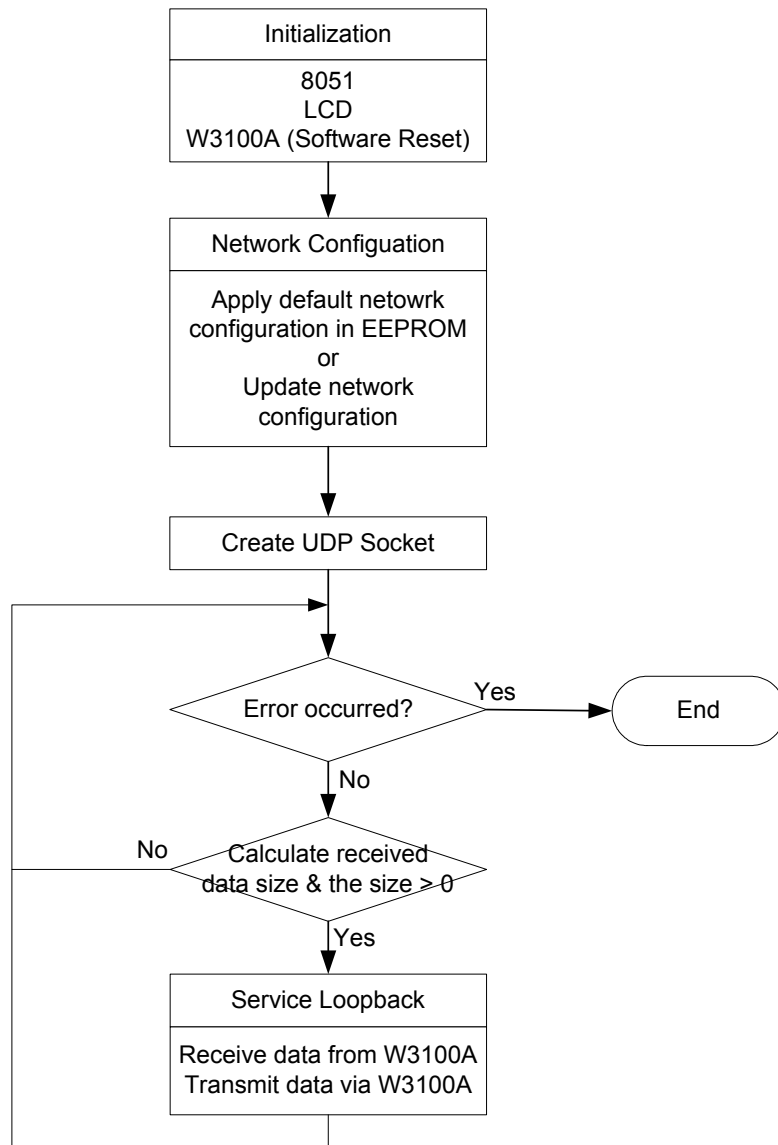 Initialization
8051
LCD
W3100A (Software Reset)
Network Configuation
Apply default netowrk
configuration in EEPROM
or
Update network
configuration
Create UDP Socket
Error occurred?
Yes
End
No
No
Calculate received
data size & the size > 0
Yes
Service Loopback
Receive data from W3100A
Transmit data via W3100A